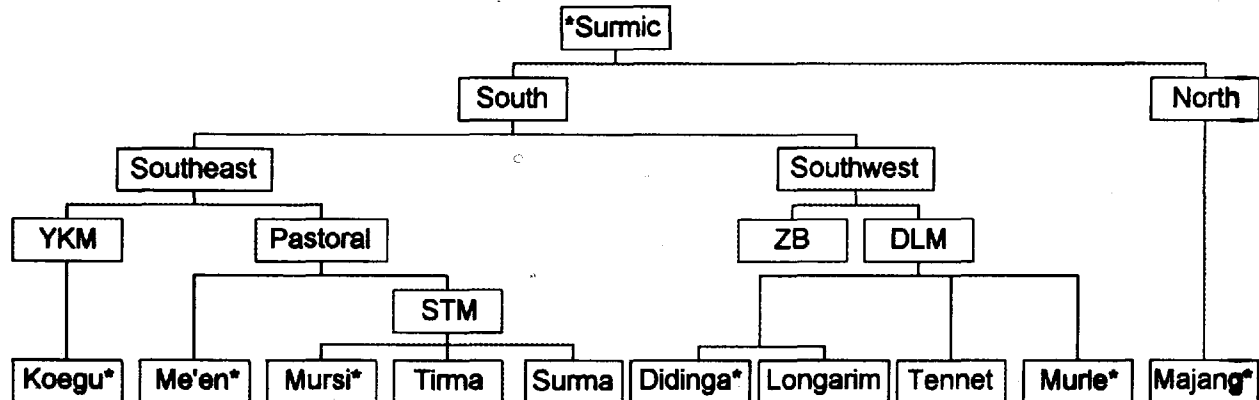 *Surmic
South North
Southeast Southwest
YKM Pastoral ZB DLM
STM
Koegu* Me'en* Mursi* Tirma Surma Didinga* Longarim Tennet Murle* Majang*